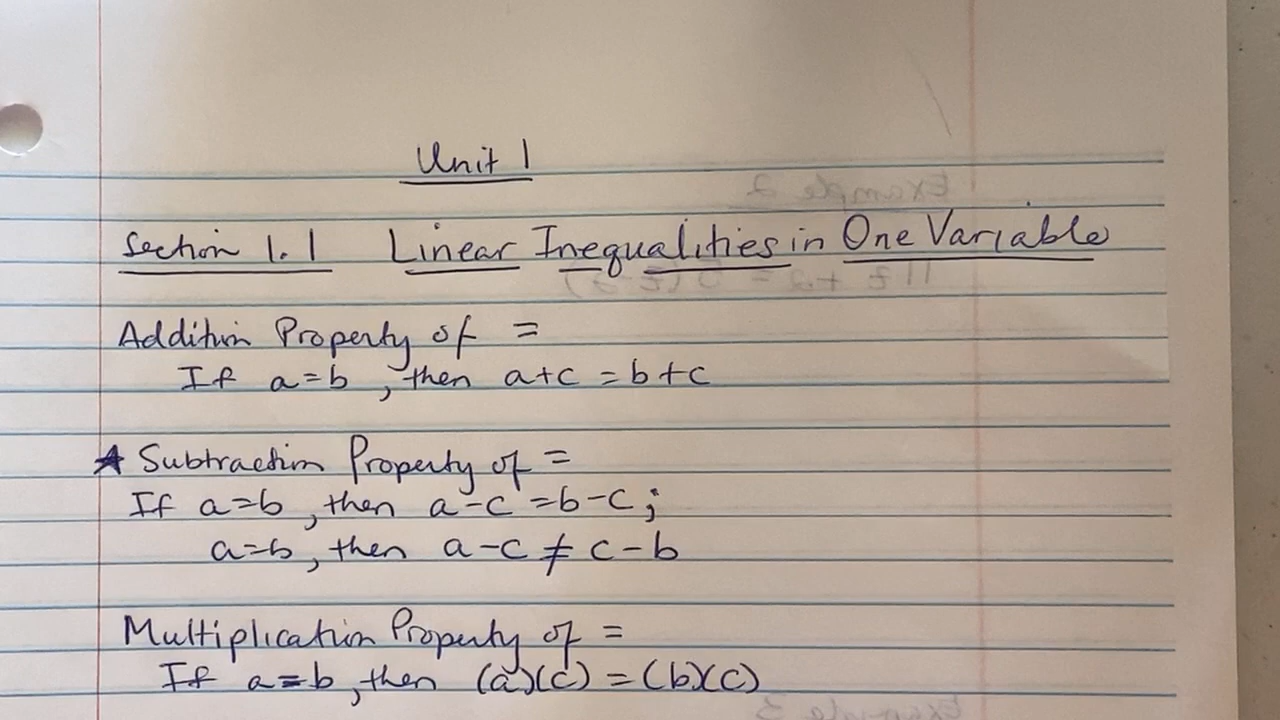 Unit 1
Section 1.1 Linear Inequalities in One Variable
Addition Property of =
If a=b, then a+c = b+c
★ Subtraction Property of =
If a=b, then a-c = b-c;
a=b, then a-c ≠ c-b
Multiplication Property of =
If a=b, then (a)(c) = (b)(c)